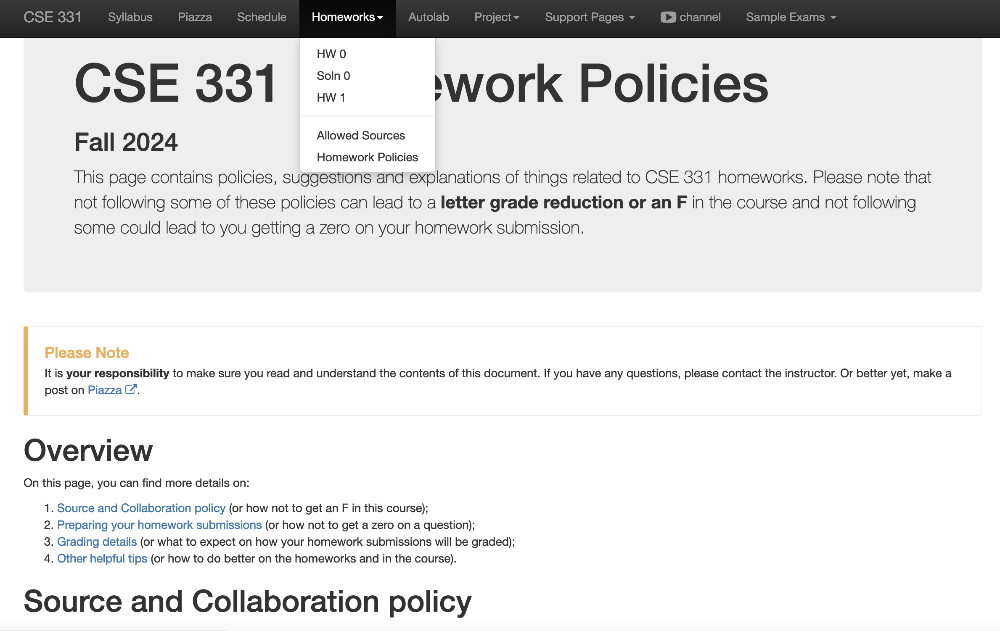 CSE 331 Syllabus Piazza Schedule Homeworks Autolab Project Support Pages channel Sample Exams
HW 0
Soln 0
HW 1
Allowed Sources
Homework Policies
CSE 331 ework Policies
Fall 2024
This page contains policies, suggestions and explanations of things related to CSE 331 homeworks. Please note that
not following some of these policies can lead to a letter grade reduction or an F in the course and not following
some could lead to you getting a zero on your homework submission.
Please Note
It is your responsibility to make sure you read and understand the contents of this document. If you have any questions, please contact the instructor. Or better yet, make a
post on Piazza.
Overview
On this page, you can find more details on:
1. Source and Collaboration policy (or how not to get an F in this course);
2. Preparing your homework submissions (or how not to get a zero on a question);
3. Grading details (or what to expect on how your homework submissions will be graded);
4. Other helpful tips (or how to do better on the homeworks and in the course).
Source and Collaboration policy